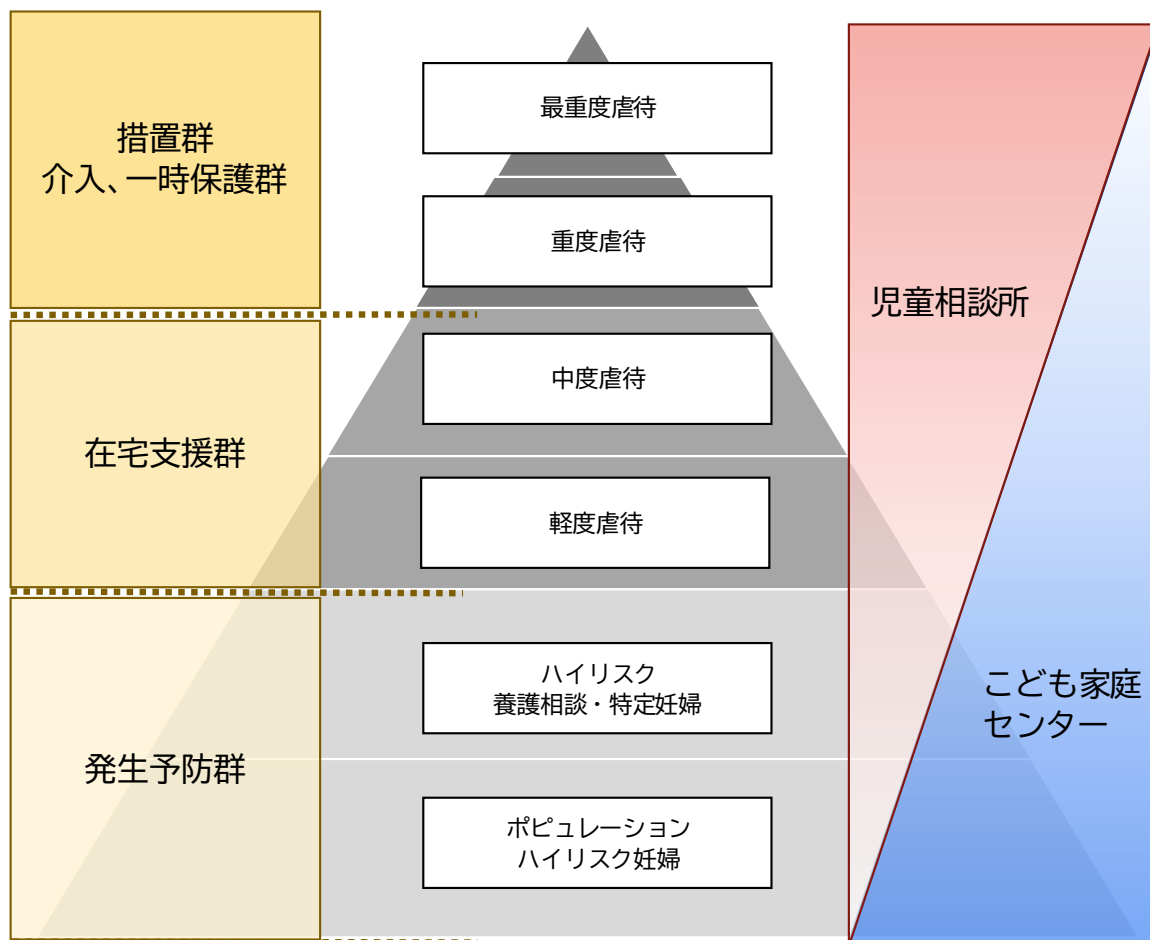 措置群
介入、一時保護群
在宅支援群
発生予防群
最重度虐待
重度虐待
中度虐待
軽度虐待
ハイリスク
養護相談・特定妊婦
ポピュレーション
ハイリスク妊婦
児童相談所
こども家庭
センター